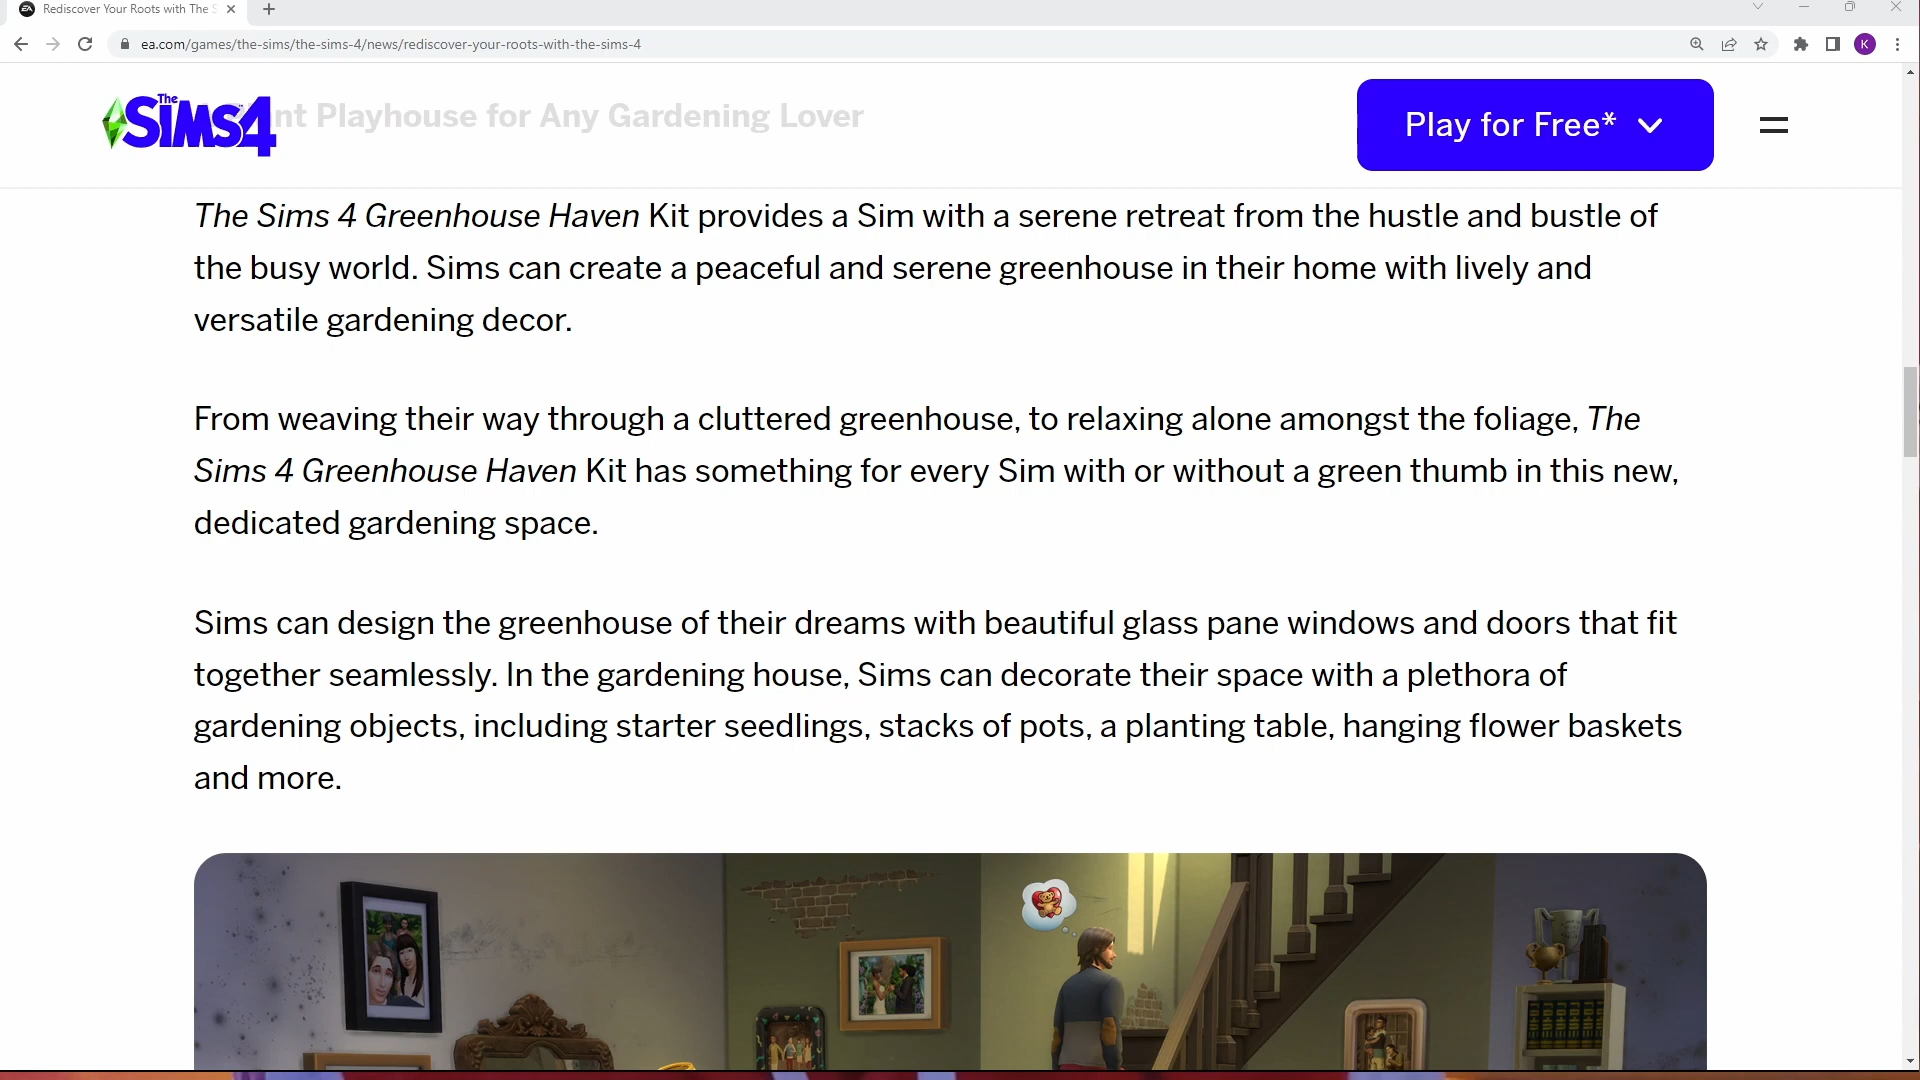 Rediscover Your Roots with The S
ea.com/games/the-sims/the-sims-4/news/rediscover-your-roots-with-the-sims-4
K
The
SiMS4
nt Playhouse for Any Gardening Lover
Play for Free*
The Sims 4 Greenhouse Haven Kit provides a Sim with a serene retreat from the hustle and bustle of
the busy world. Sims can create a peaceful and serene greenhouse in their home with lively and
versatile gardening decor.
From weaving their way through a cluttered greenhouse, to relaxing alone amongst the foliage, The
Sims 4 Greenhouse Haven Kit has something for every Sim with or without a green thumb in this new,
dedicated gardening space.
Sims can design the greenhouse of their dreams with beautiful glass pane windows and doors that fit
together seamlessly. In the gardening house, Sims can decorate their space with a plethora of
gardening objects, including starter seedlings, stacks of pots, a planting table, hanging flower baskets
and more.